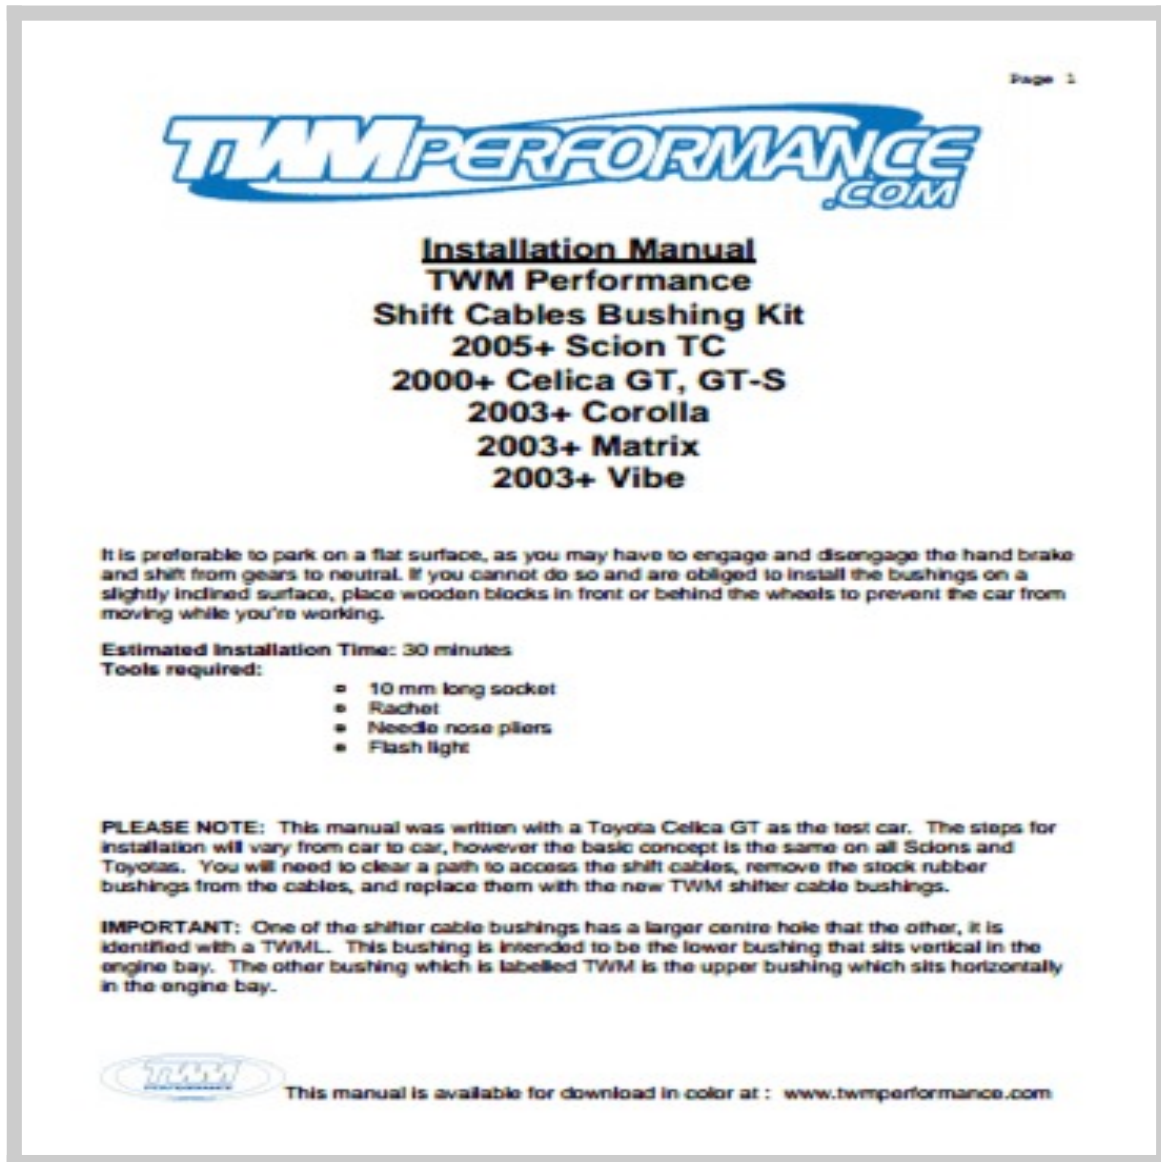 Page 1
TWMPERFORMANCE
.COM
Installation Manual
TWM Performance
Shift Cables Bushing Kit
2005+ Scion TC
2000+ Celica GT, GT-S
2003+ Corolla
2003+ Matrix
2003+ Vibe
It is preferable to park on a flat surface, as you may have to engage and disengage the hand brake
and shift from gears to neutral. If you cannot do so and are obliged to install the bushings on a
slightly inclined surface, place wooden blocks in front or behind the wheels to prevent the car from
moving while you're working.
Estimated Installation Time: 30 minutes
Tools required:
• 10 mm long socket
• Rachet
• Needle nose pliers
• Flash light
PLEASE NOTE: This manual was written with a Toyota Celica GT as the test car. The steps for
installation will vary from car to car, however the basic concept is the same on all Scions and
Toyotas. You will need to clear a path to access the shift cables, remove the stock rubber
bushings from the cables, and replace them with the new TWM shifter cable bushings.
IMPORTANT: One of the shifter cable bushings has a larger centre hole that the other, it is
identified with a TWML. This bushing is intended to be the lower bushing that sits vertical in the
engine bay. The other bushing which is labelled TWM is the upper bushing which sits horizontally
in the engine bay.
TWM
PERFORMANCE
This manual is available for download in color at : www.twmperformance.com